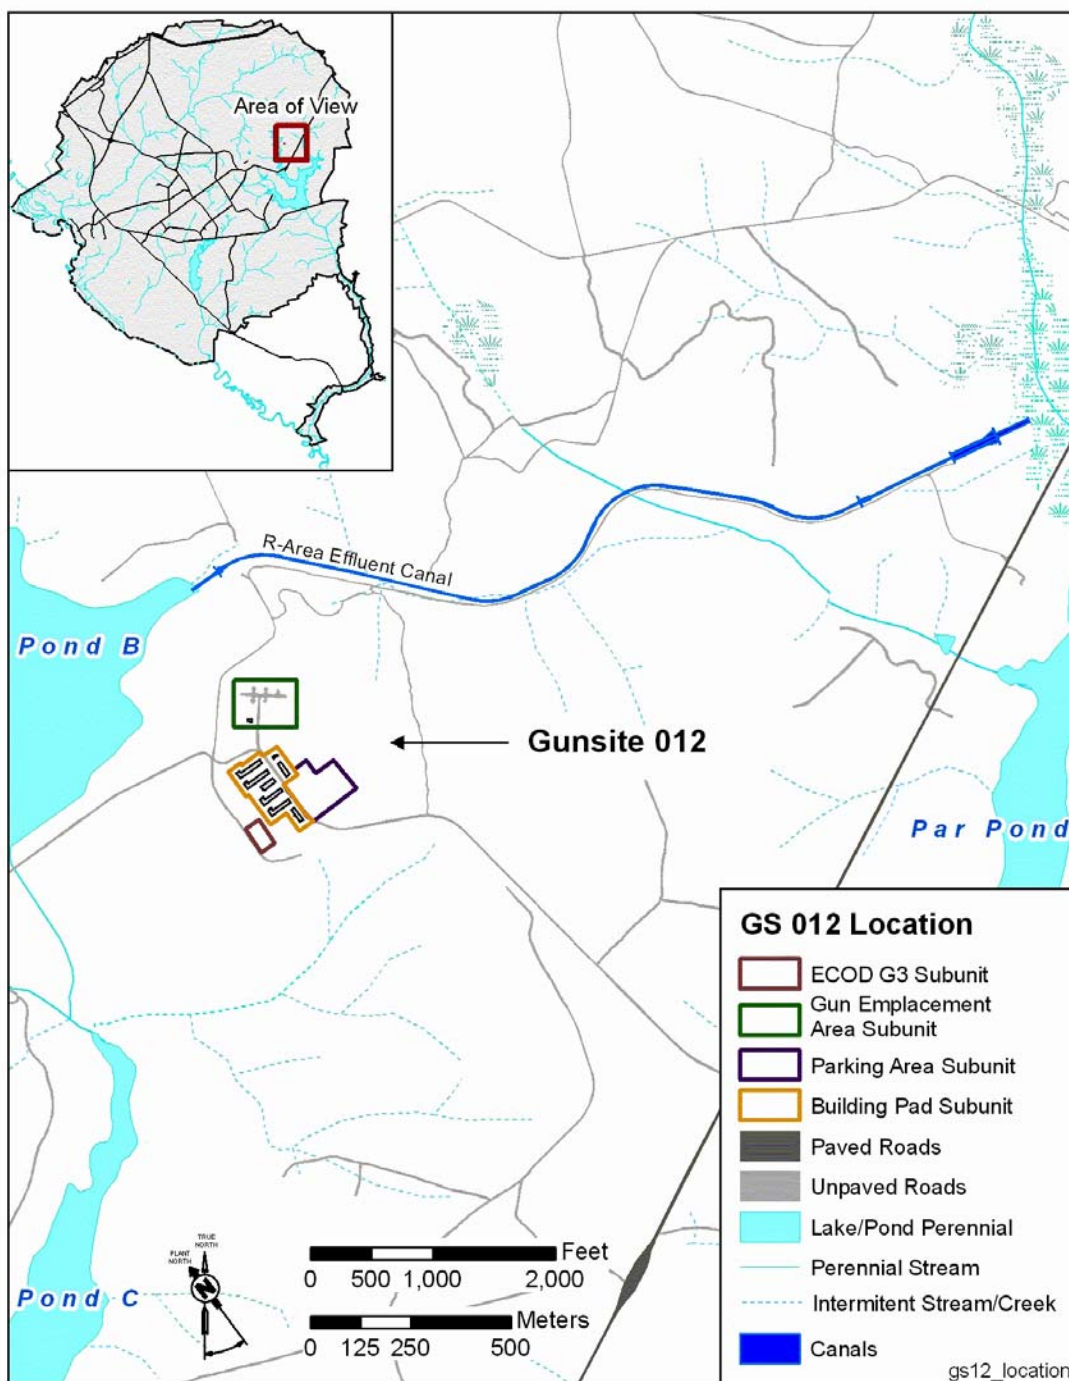 Area of View
R-Area Effluent Canal
Pond B
Gunsite 012
Par Pond
GS 012 Location
ECOD G3 Subunit
Gun Emplacement
Area Subunit
Parking Area Subunit
Building Pad Subunit
Paved Roads
Unpaved Roads
Lake/Pond Perennial
Perennial Stream
Intermitent Stream/Creek
Canals
gs12_location
TRUE
NORTH
PLANT
NORTH
N
Pond C
Feet
0 500 1,000 2,000
Meters
0 125 250 500